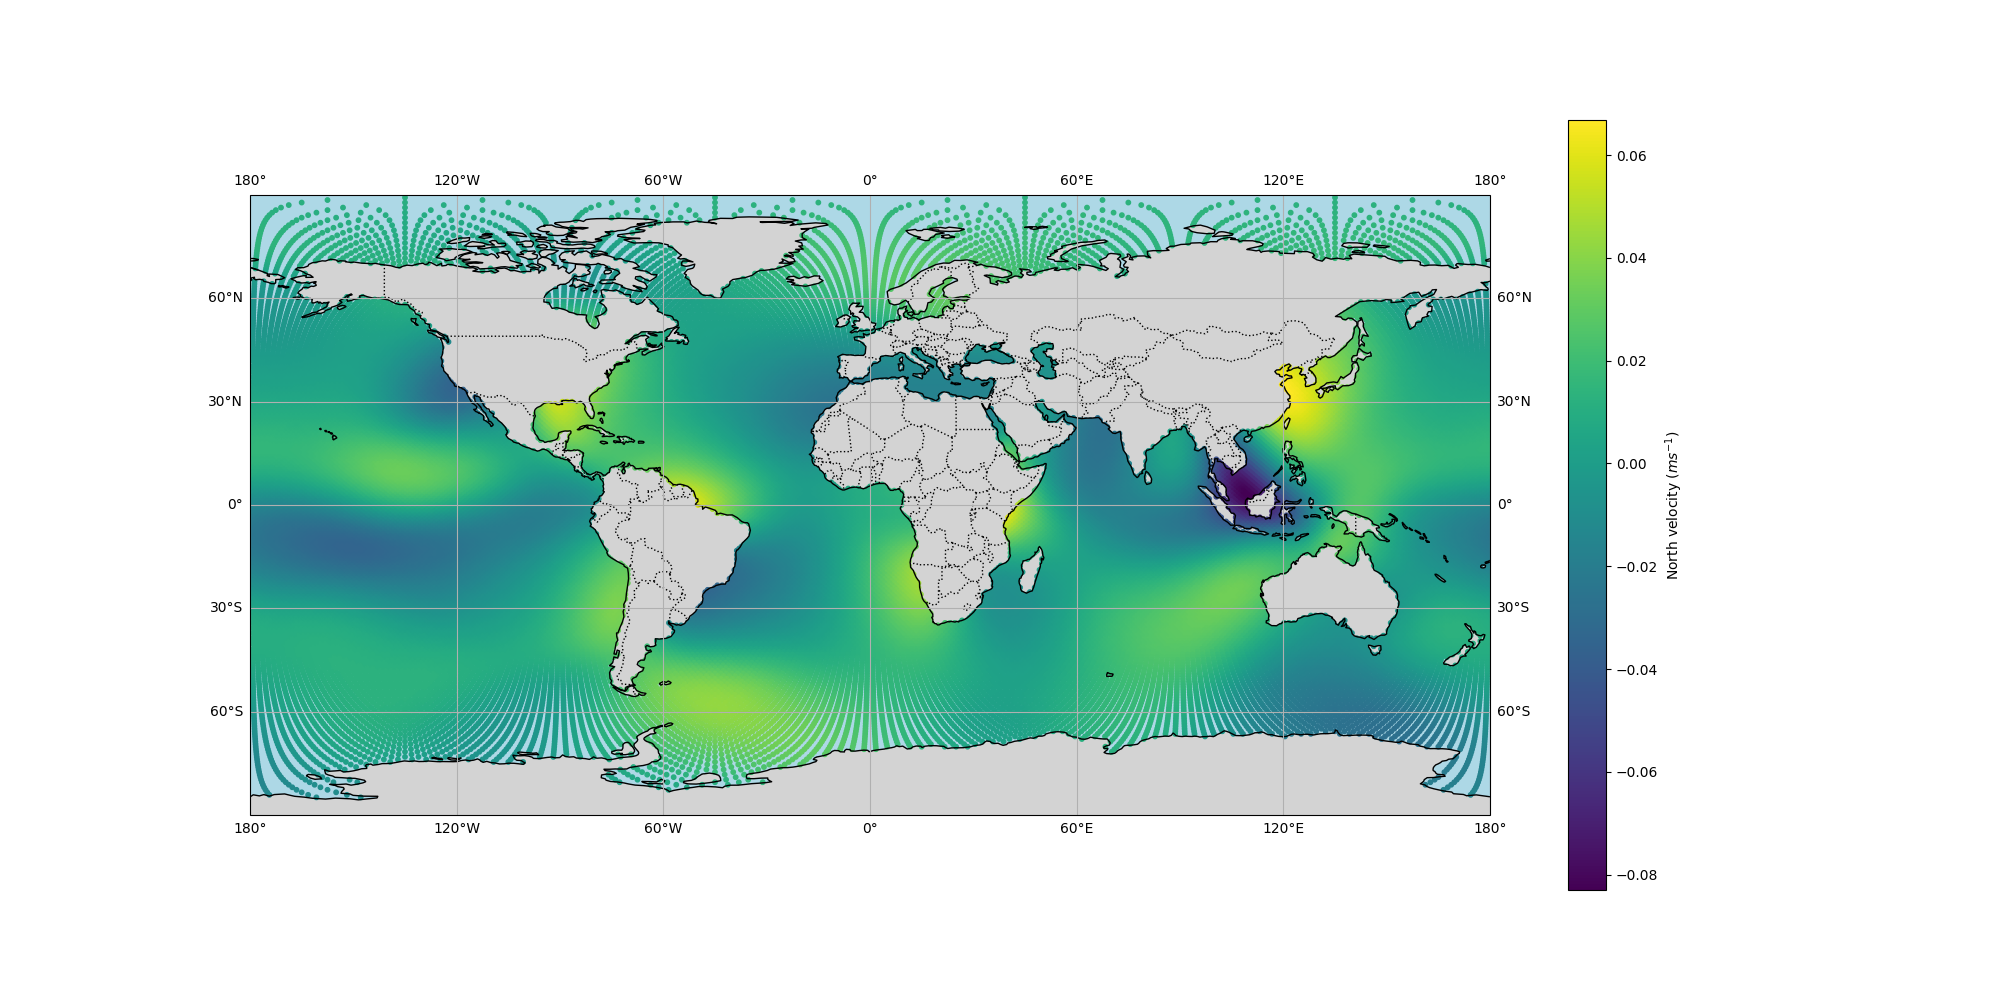 180° 120°W 60°W 0° 60°E 120°E 180°
60°N 60°N
30°N 30°N
0° 0°
30°S 30°S
60°S 60°S
180° 120°W 60°W 0° 60°E 120°E 180°
0.06
0.04
0.02
0.00
−0.02
−0.04
−0.06
−0.08
North velocity (ms⁻¹)